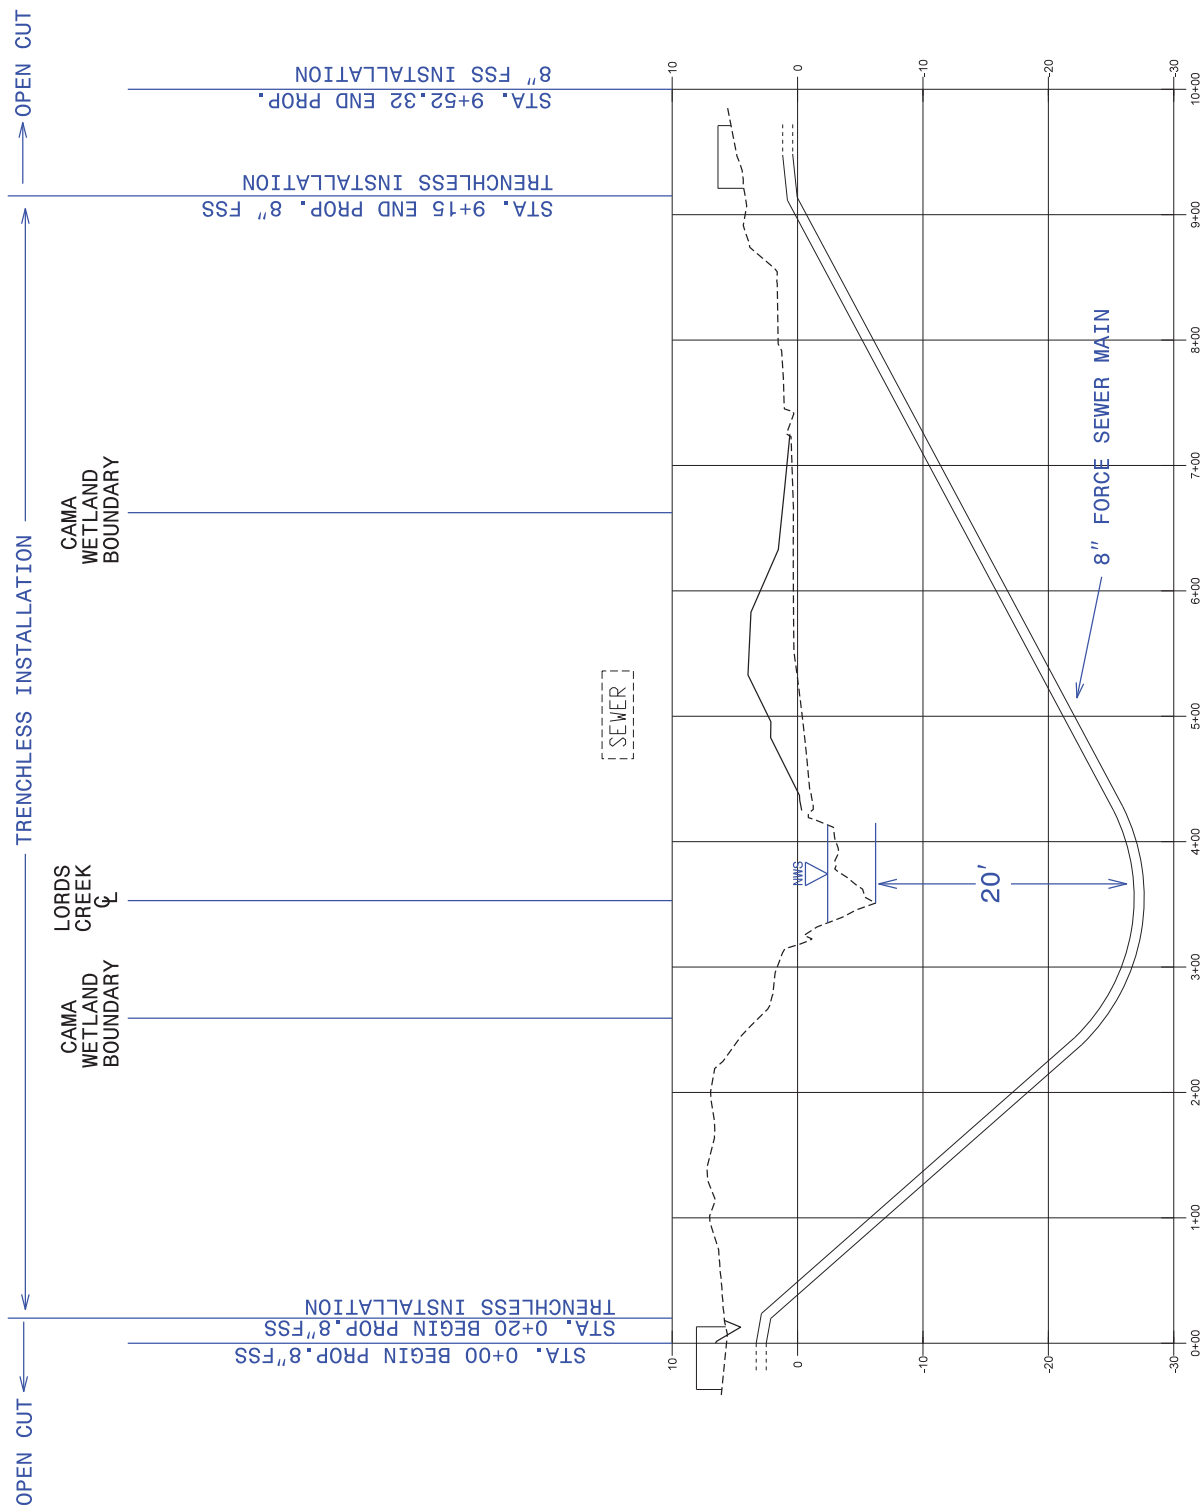 OPEN CUT
TRENCHLESS INSTALLATION
OPEN CUT
STA. 0+00 BEGIN PROP.8"FSS
STA. 0+20 BEGIN PROP.8"FSS
TRENCHLESS INSTALLATION
CAMA
WETLAND
BOUNDARY
LORDS
CREEK
℄
CAMA
WETLAND
BOUNDARY
STA. 9+15 END PROP. 8" FSS
TRENCHLESS INSTALLATION
STA. 9+52.32 END PROP.
8" FSS INSTALLATION
SEWER
NWS
20'
8" FORCE SEWER MAIN
10
0
-10
-20
-30
10
0
-10
-20
-30
0+00
1+00
2+00
3+00
4+00
5+00
6+00
7+00
8+00
9+00
10+00